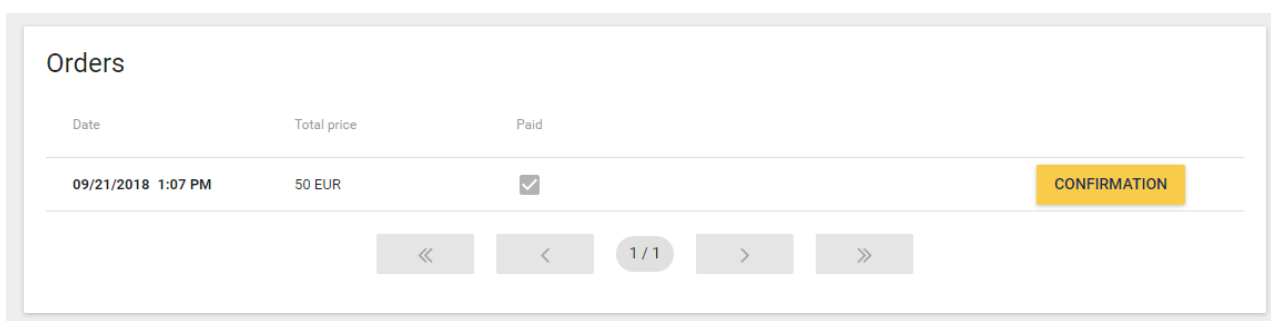 Orders
Date Total price Paid
09/21/2018 1:07 PM 50 EUR CONFIRMATION
1 / 1